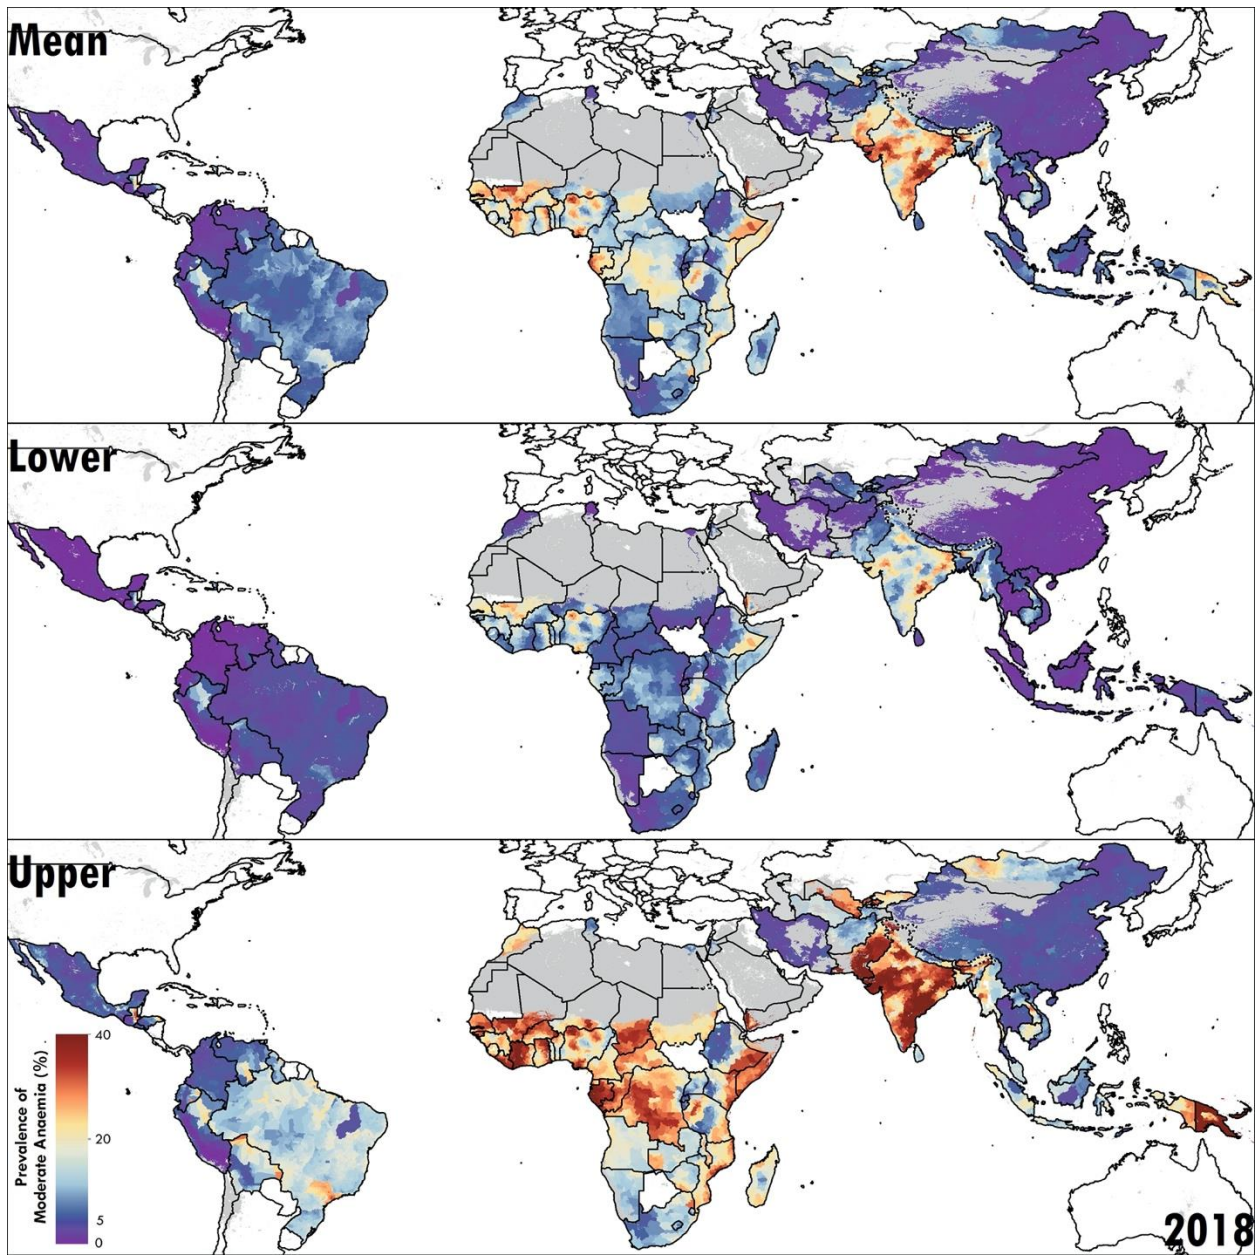 Mean
Lower
Upper
Prevalence of
Moderate Anaemia (%)
40
20
5
0
2018